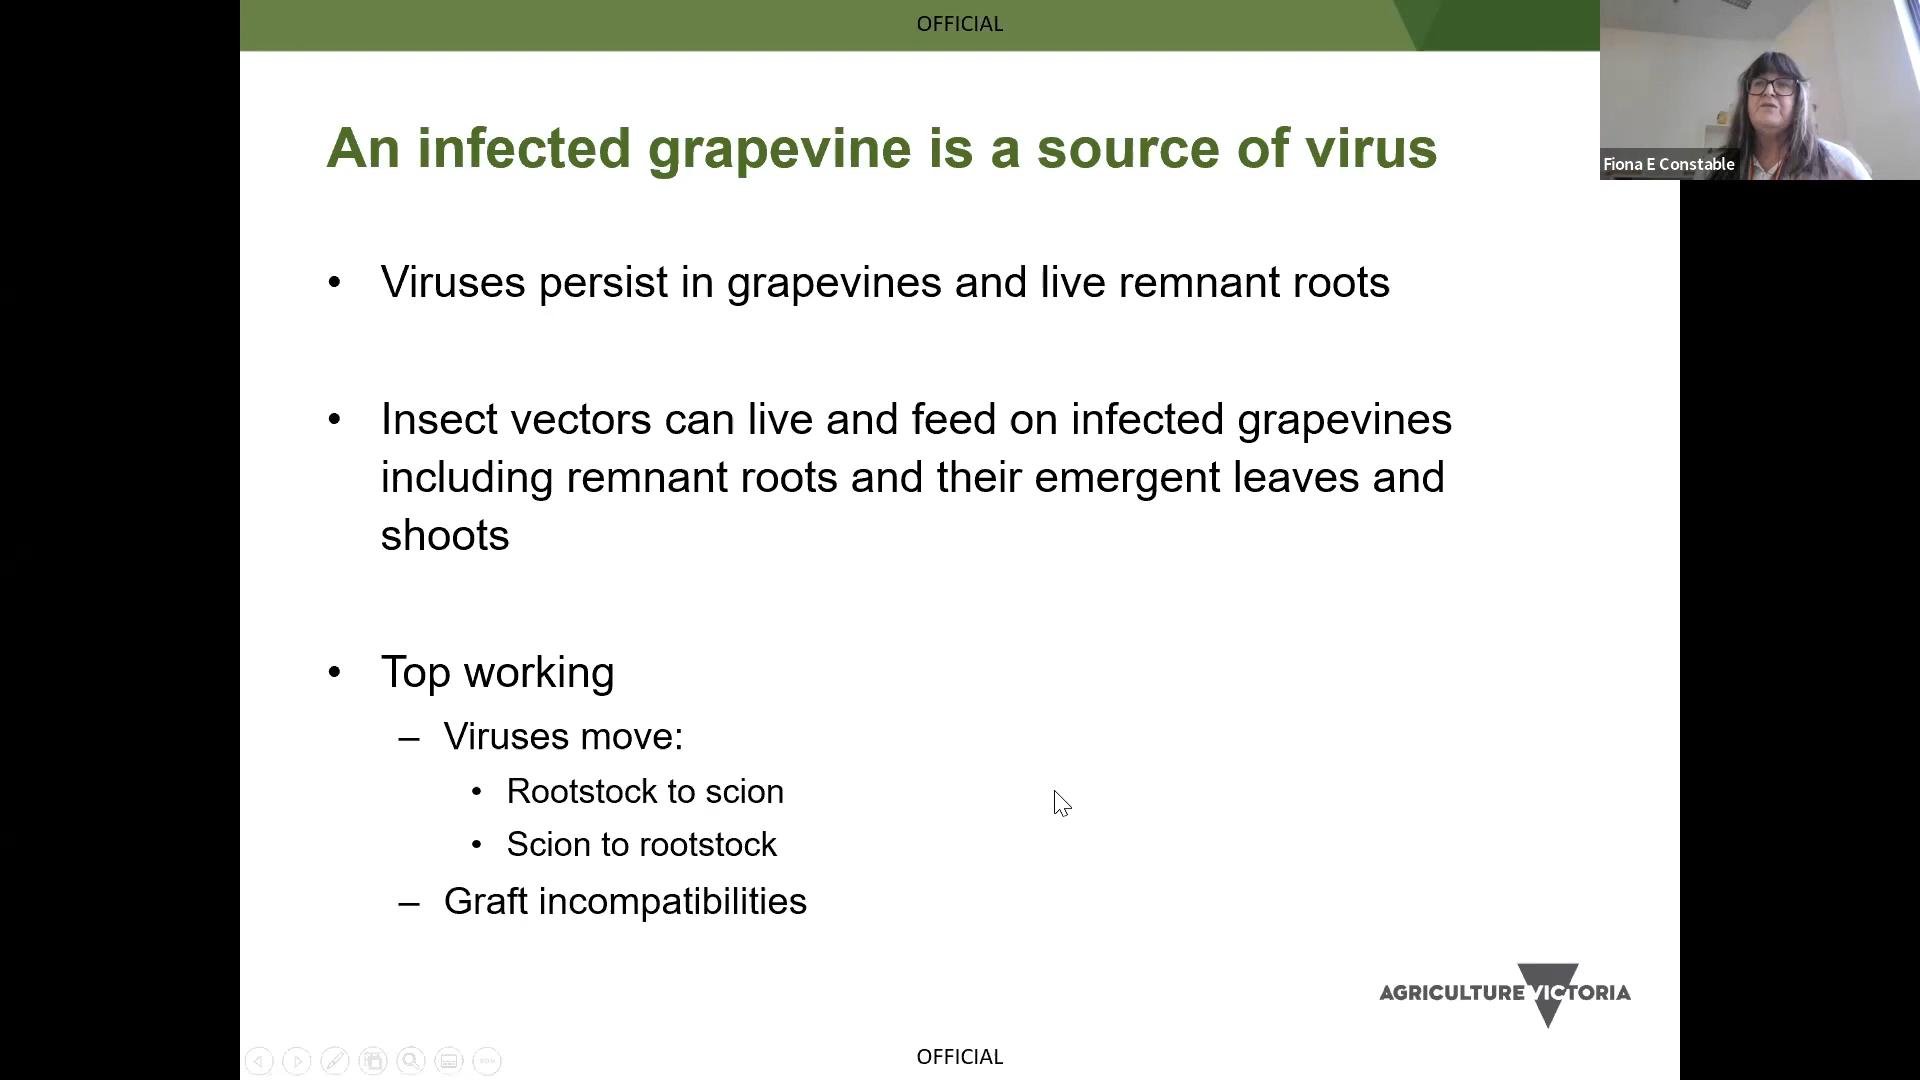 OFFICIAL
Fiona E Constable
An infected grapevine is a source of virus
• Viruses persist in grapevines and live remnant roots
• Insect vectors can live and feed on infected grapevines
including remnant roots and their emergent leaves and
shoots
• Top working
– Viruses move:
• Rootstock to scion
• Scion to rootstock
– Graft incompatibilities
AGRICULTURE VICTORIA
OFFICIAL